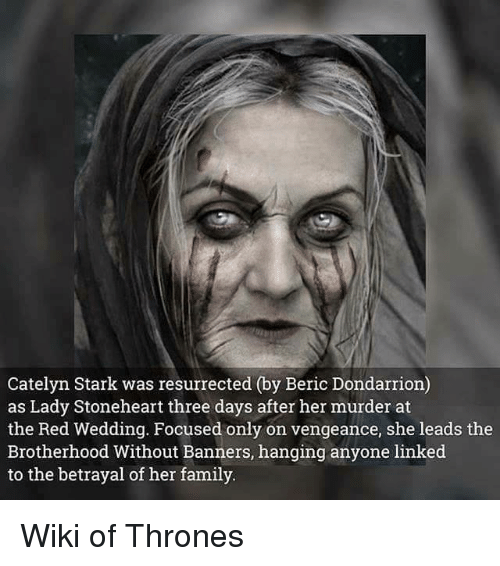 Catelyn Stark was resurrected (by Beric Dondarrion)
as Lady Stoneheart three days after her murder at
the Red Wedding. Focused only on vengeance, she leads the
Brotherhood Without Banners, hanging anyone linked
to the betrayal of her family.
Wiki of Thrones